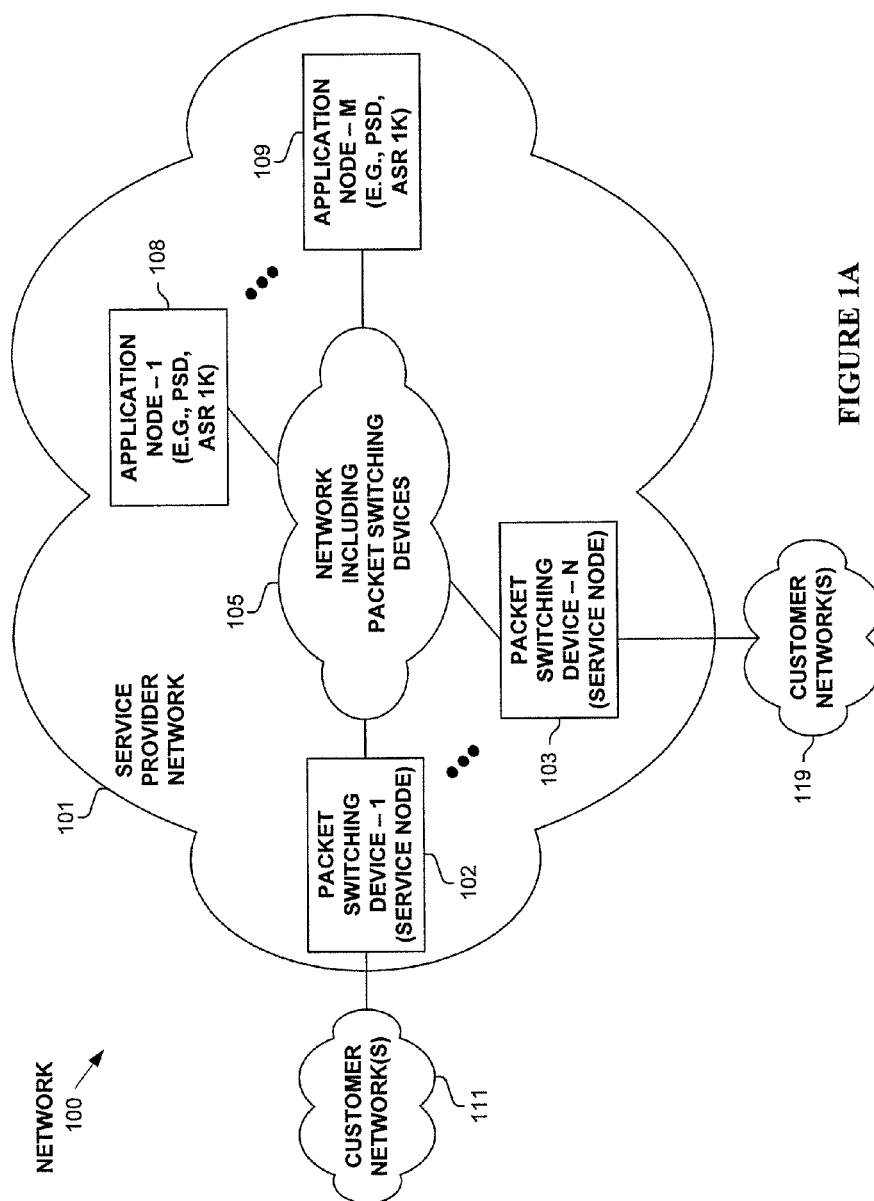 NETWORK
100
SERVICE
PROVIDER
NETWORK
101
APPLICATION
NODE – 1
(E.G., PSD,
ASR 1K)
108
APPLICATION
NODE – M
(E.G., PSD,
ASR 1K)
109
NETWORK
INCLUDING
PACKET SWITCHING
DEVICES
105
PACKET
SWITCHING
DEVICE – 1
(SERVICE NODE)
102
PACKET
SWITCHING
DEVICE – N
(SERVICE NODE)
103
CUSTOMER
NETWORK(S)
111
CUSTOMER
NETWORK(S)
119
FIGURE 1A